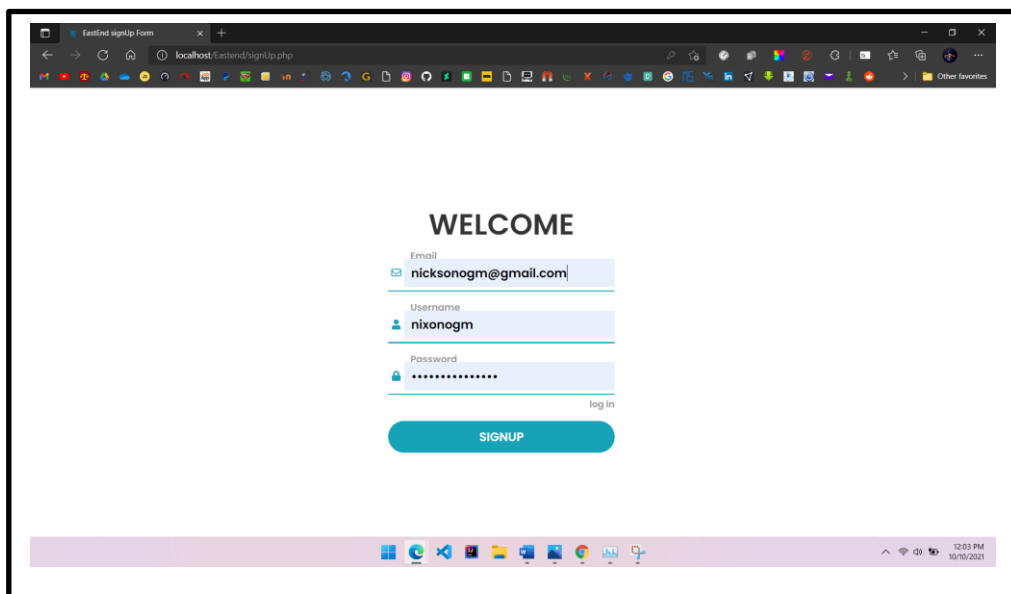 EastEnd signUp Form
localhost/Eastend/signUp.php
Other favorites
WELCOME
Email
nicksonogm@gmail.com
Username
nixonogm
Password
•••••••••••••••
log in
SIGNUP
12:03 PM
10/10/2021